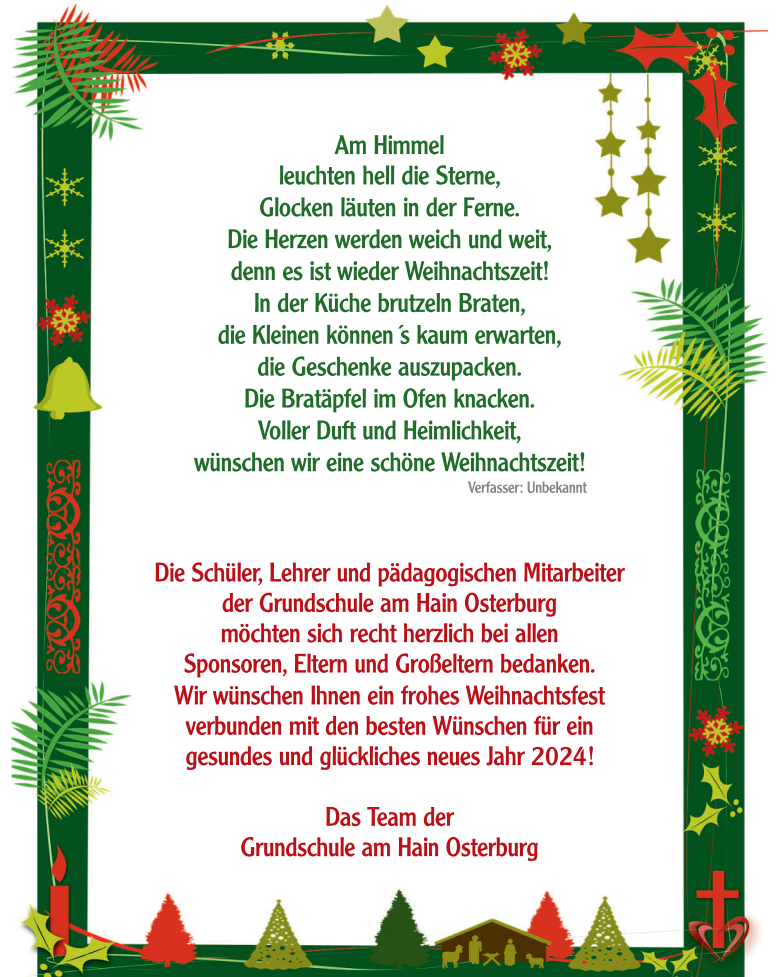 Am Himmel
leuchten hell die Sterne,
Glocken läuten in der Ferne.
Die Herzen werden weich und weit,
denn es ist wieder Weihnachtszeit!
In der Küche brutzeln Braten,
die Kleinen können´s kaum erwarten,
die Geschenke auszupacken.
Die Bratäpfel im Ofen knacken.
Voller Duft und Heimlichkeit,
wünschen wir eine schöne Weihnachtszeit!
Verfasser: Unbekannt
Die Schüler, Lehrer und pädagogischen Mitarbeiter
der Grundschule am Hain Osterburg
möchten sich recht herzlich bei allen
Sponsoren, Eltern und Großeltern bedanken.
Wir wünschen Ihnen ein frohes Weihnachtsfest
verbunden mit den besten Wünschen für ein
gesundes und glückliches neues Jahr 2024!
Das Team der
Grundschule am Hain Osterburg